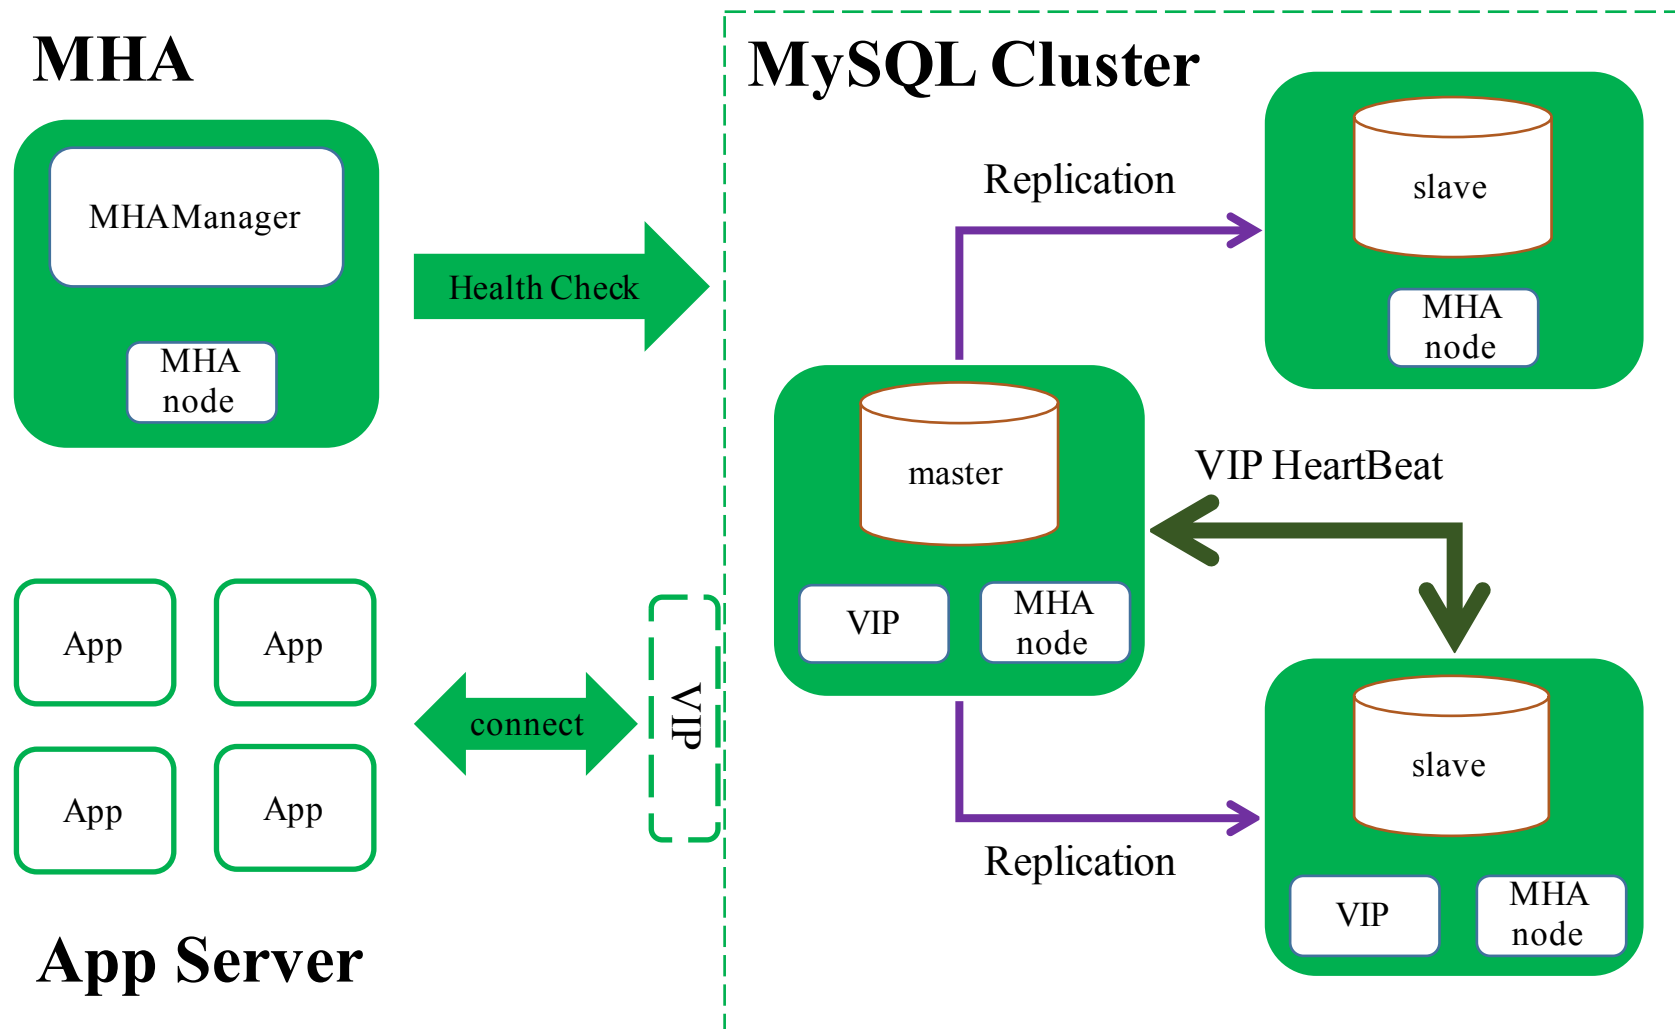 MHA
MHAManager
MHA
node
Health Check
App
App
App
App
App Server
connect
VIP
MySQL Cluster
Replication
slave
MHA
node
master
VIP
MHA
node
VIP HeartBeat
Replication
slave
VIP
MHA
node